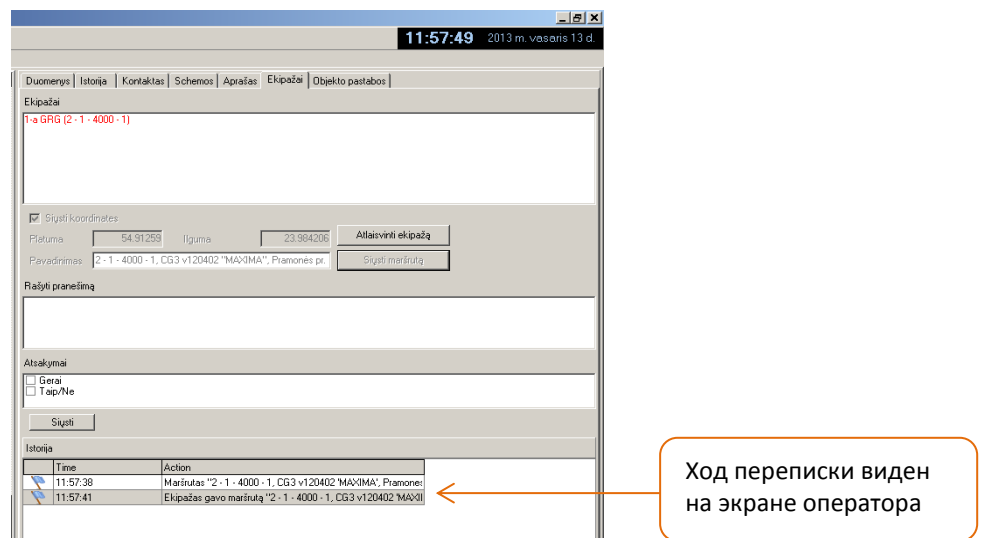 11:57:49 2013 m. vasaris 13 d.
Duomenys Istorija Kontaktas Schemos Aprašas Ekipažai Objekto pastabos
Ekipažai
1-a GRG (2 - 1 - 4000 - 1)
Siųsti koordinates
Platuma 54.91259 Ilguma 23.984206 Atlaisvinti ekipažą
Pavadinimas 2 - 1 - 4000 - 1, CG3 v120402 "MAXIMA", Pramonės pr. Siųsti maršrutą
Rašyti pranešimą
Atsakymai
Gerai
Taip/Ne
Siųsti
Istorija
Time Action
11:57:38 Maršrutas "2 - 1 - 4000 - 1, CG3 v120402 'MAXIMA', Pramonės
11:57:41 Ekipažas gavo maršrutą "2 - 1 - 4000 - 1, CG3 v120402 'MAXI
Ход переписки виден
на экране оператора